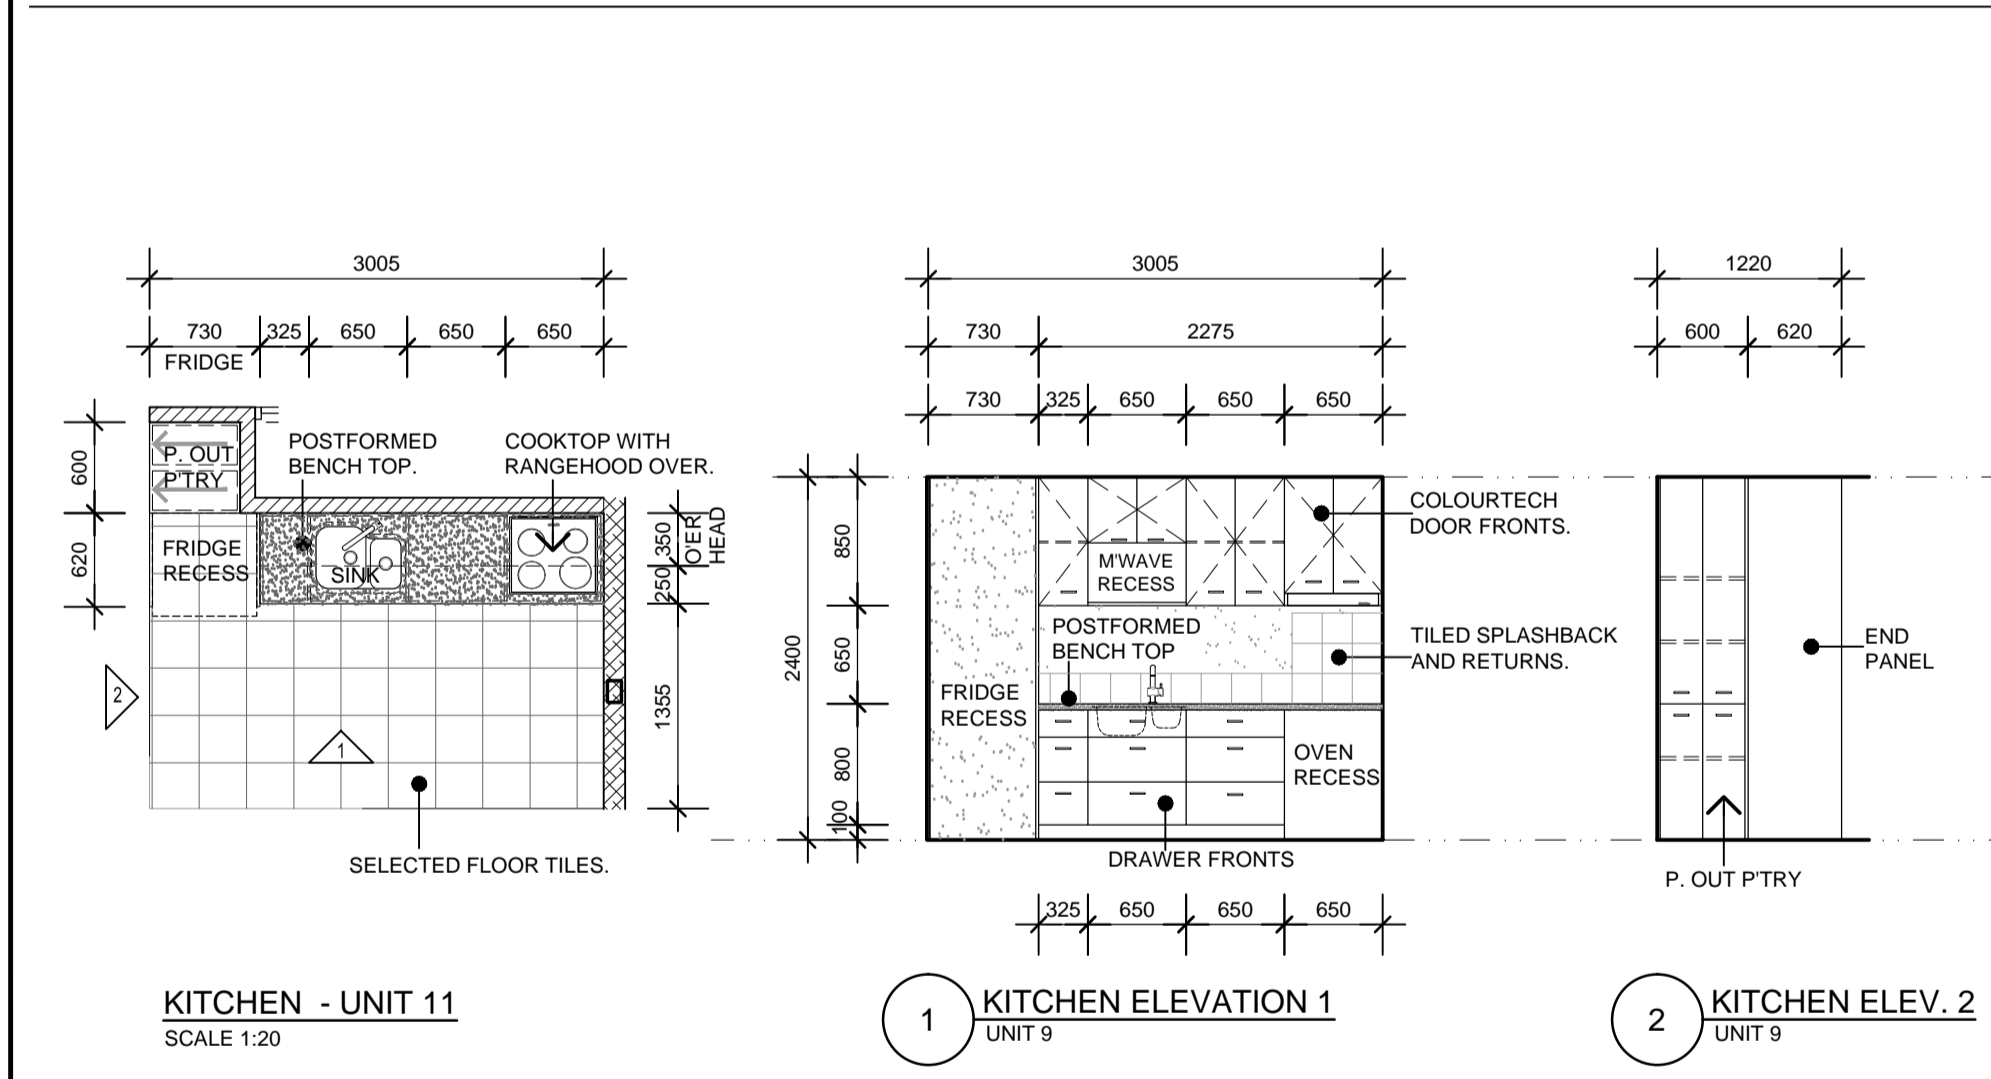 3005
730 325 650 650 650
FRIDGE
600
620
P. OUT
P'TRY
POSTFORMED
BENCH TOP.
COOKTOP WITH
RANGEHOOD OVER.
FRIDGE
RECESS
SINK
350
250
O'ER
HEAD
1355
2
1
SELECTED FLOOR TILES.
KITCHEN - UNIT 11
SCALE 1:20
3005
730 2275
730 325 650 650 650
2400
850
650
800
100
M'WAVE
RECESS
POSTFORMED
BENCH TOP
FRIDGE
RECESS
OVEN
RECESS
COLOURTECH
DOOR FRONTS.
TILED SPLASHBACK
AND RETURNS.
DRAWER FRONTS
325 650 650 650
1 KITCHEN ELEVATION 1
UNIT 9
1220
600 620
END
PANEL
P. OUT P'TRY
2 KITCHEN ELEV. 2
UNIT 9